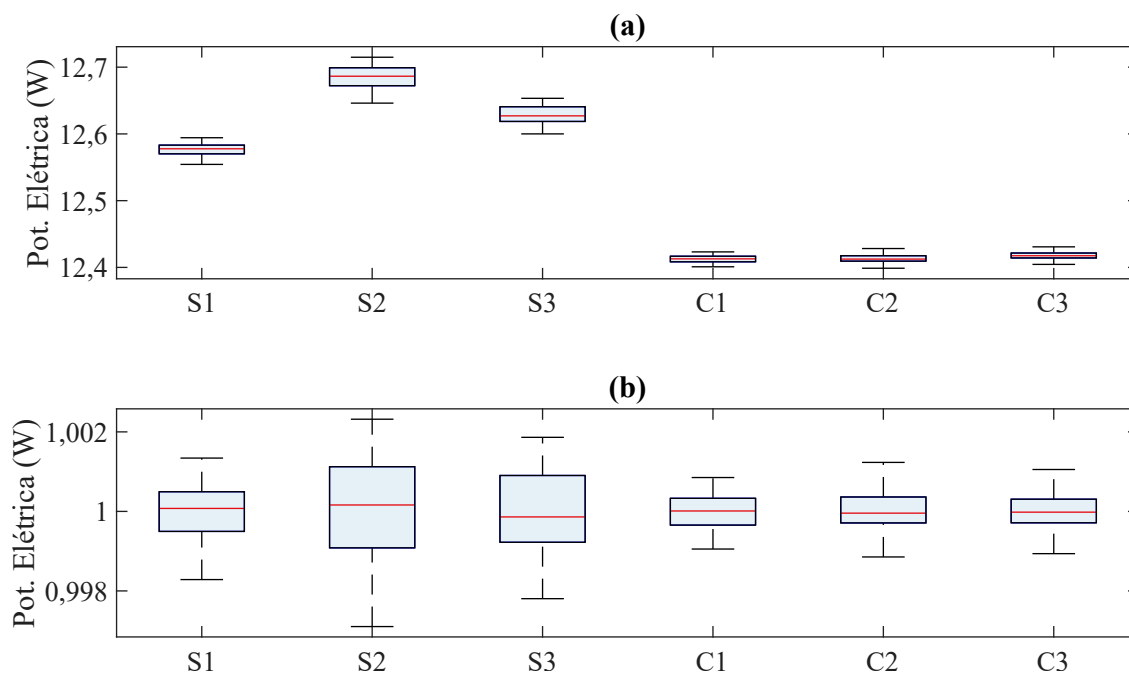 (a)
Pot. Elétrica (W)
12,7
12,6
12,5
12,4
S1 S2 S3 C1 C2 C3
(b)
Pot. Elétrica (W)
1,002
1
0,998
S1 S2 S3 C1 C2 C3